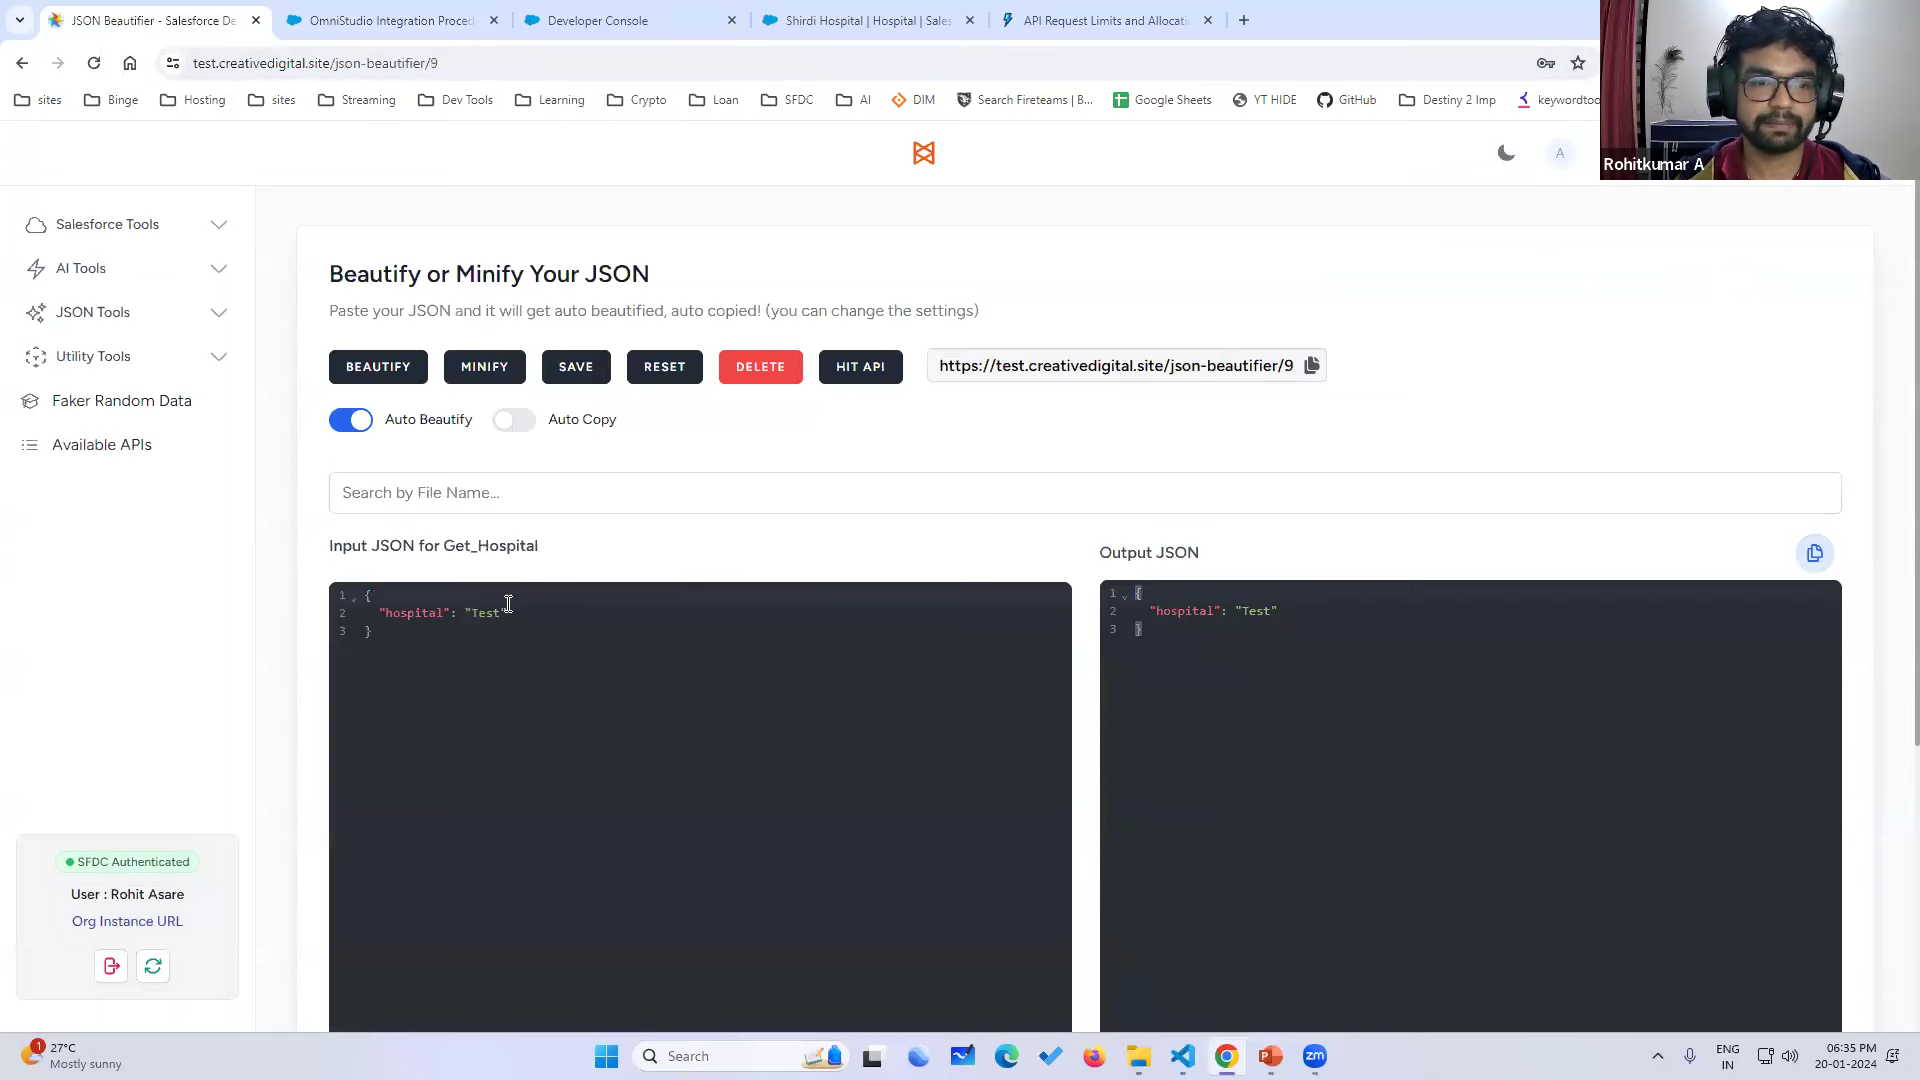 JSON Beautifier - Salesforce De
OmniStudio Integration Proced
Developer Console
Shirdi Hospital | Hospital | Sales
API Request Limits and Allocati
test.creativedigital.site/json-beautifier/9
sites
Binge
Hosting
sites
Streaming
Dev Tools
Learning
Crypto
Loan
SFDC
AI
DIM
Search Fireteams | B...
Google Sheets
YT HIDE
GitHub
Destiny 2 Imp
keywordtoo
A
Rohitkumar A
Salesforce Tools
AI Tools
JSON Tools
Utility Tools
Faker Random Data
Available APIs
Beautify or Minify Your JSON
Paste your JSON and it will get auto beautified, auto copied! (you can change the settings)
BEAUTIFY
MINIFY
SAVE
RESET
DELETE
HIT API
https://test.creativedigital.site/json-beautifier/9
Auto Beautify
Auto Copy
Search by File Name...
Input JSON for Get_Hospital
1 {
2 "hospital": "Test"
3 }
Output JSON
1 {
2 "hospital": "Test"
3 }
SFDC Authenticated
User : Rohit Asare
Org Instance URL
1
27°C
Mostly sunny
Search
zm
ENG
IN
06:35 PM
20-01-2024